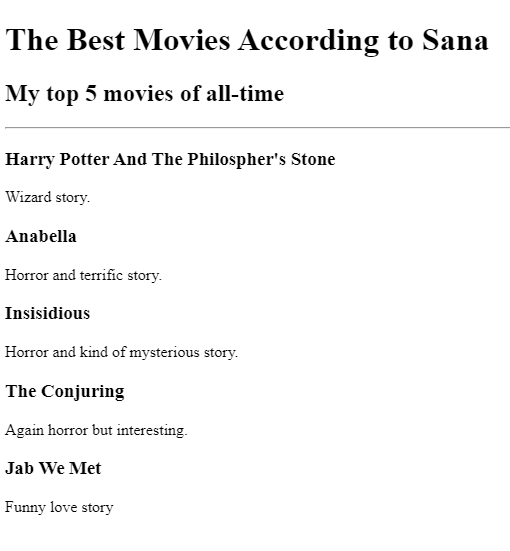 The Best Movies According to Sana
My top 5 movies of all-time
Harry Potter And The Philospher's Stone
Wizard story.
Anabella
Horror and terrific story.
Insisidious
Horror and kind of mysterious story.
The Conjuring
Again horror but interesting.
Jab We Met
Funny love story